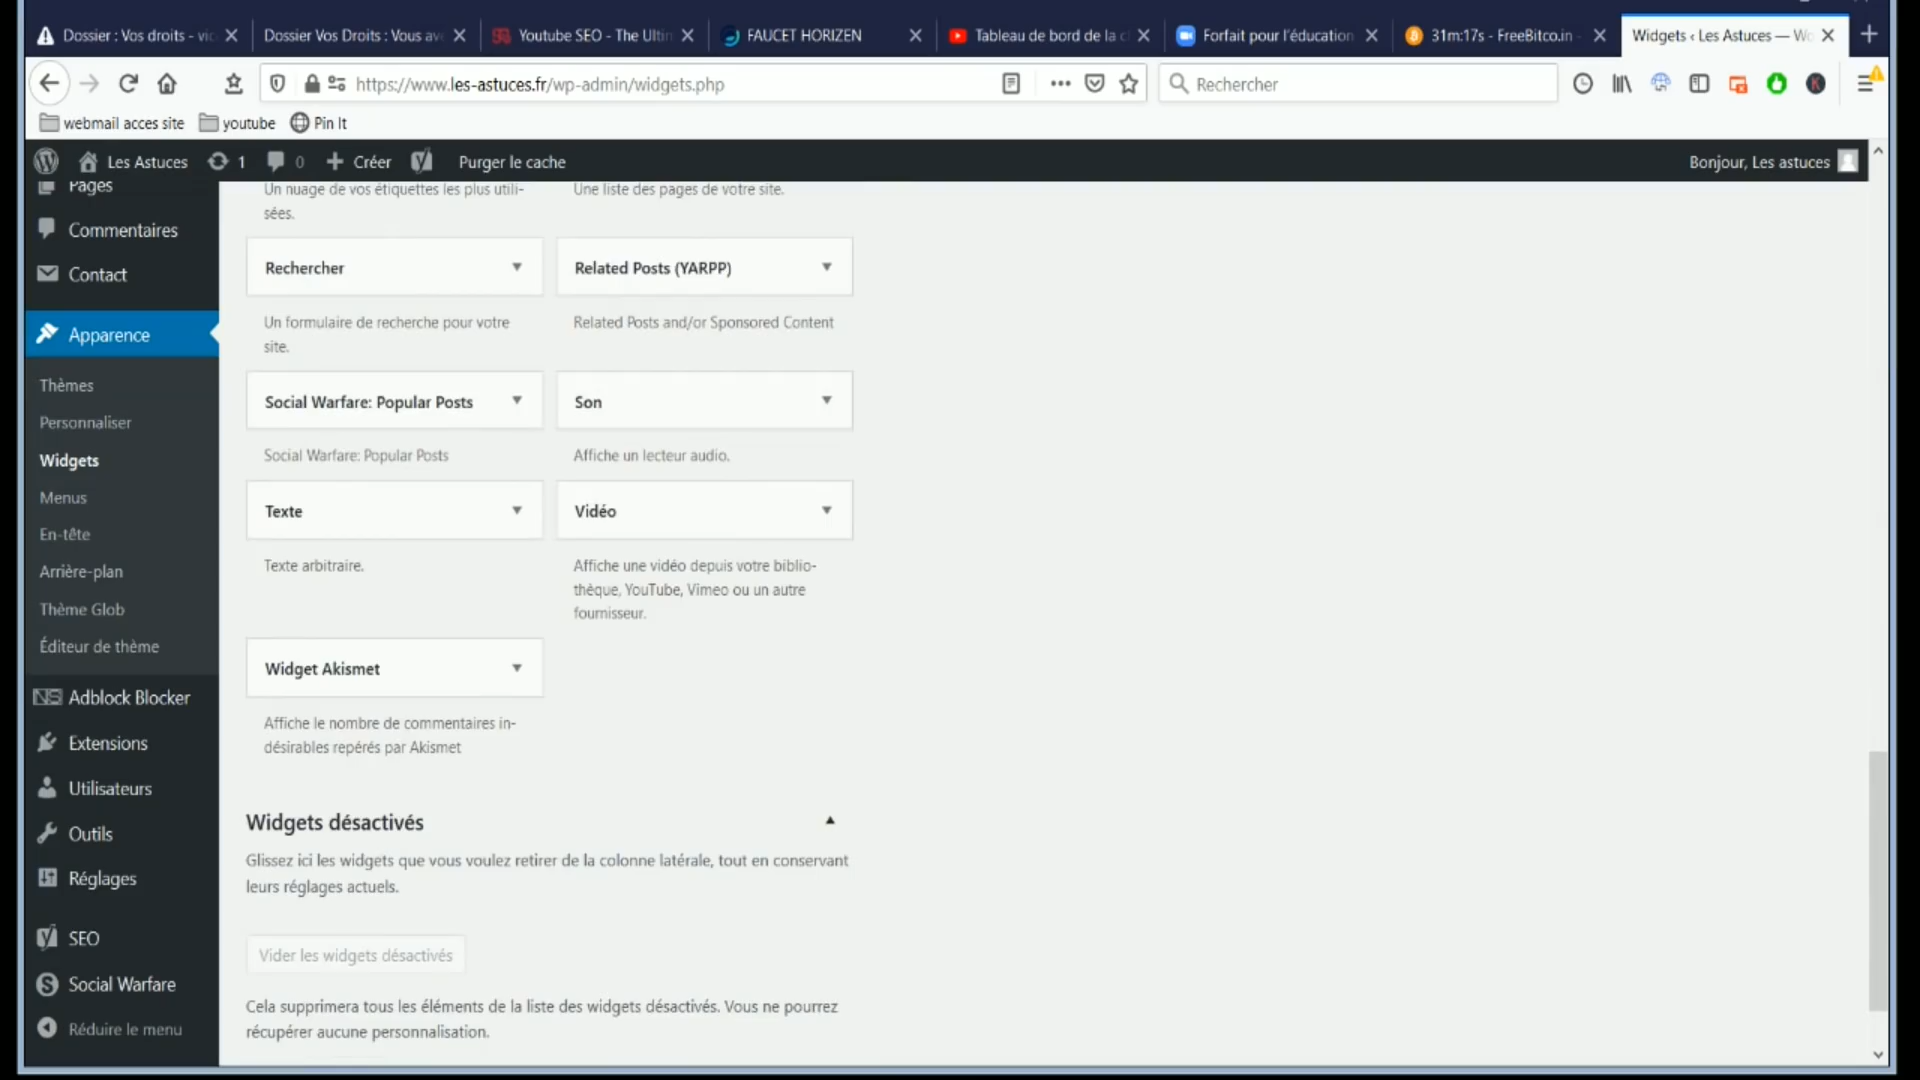 Dossier : Vos droits - vic
Dossier Vos Droits : Vous av
Youtube SEO - The Ultim
FAUCET HORIZEN
Tableau de bord de la c
Forfait pour l'éducation
31m:17s - FreeBitco.in -
Widgets ‹ Les Astuces — Wo
https://www.les-astuces.fr/wp-admin/widgets.php
Rechercher
webmail acces site
youtube
Pin It
Les Astuces
1
0
Créer
Purger le cache
Bonjour, Les astuces
Pages
Commentaires
Contact
Apparence
Thèmes
Personnaliser
Widgets
Menus
En-tête
Arrière-plan
Thème Glob
Éditeur de thème
NS Adblock Blocker
Extensions
Utilisateurs
Outils
Réglages
SEO
Social Warfare
Réduire le menu
Un nuage de vos étiquettes les plus utili-
sées.
Une liste des pages de votre site.
Rechercher
Un formulaire de recherche pour votre
site.
Related Posts (YARPP)
Related Posts and/or Sponsored Content
Social Warfare: Popular Posts
Social Warfare: Popular Posts
Son
Affiche un lecteur audio.
Texte
Texte arbitraire.
Vidéo
Affiche une vidéo depuis votre biblio-
thèque, YouTube, Vimeo ou un autre
fournisseur.
Widget Akismet
Affiche le nombre de commentaires in-
désirables repérés par Akismet
Widgets désactivés
Glissez ici les widgets que vous voulez retirer de la colonne latérale, tout en conservant
leurs réglages actuels.
Vider les widgets désactivés
Cela supprimera tous les éléments de la liste des widgets désactivés. Vous ne pourrez
récupérer aucune personnalisation.